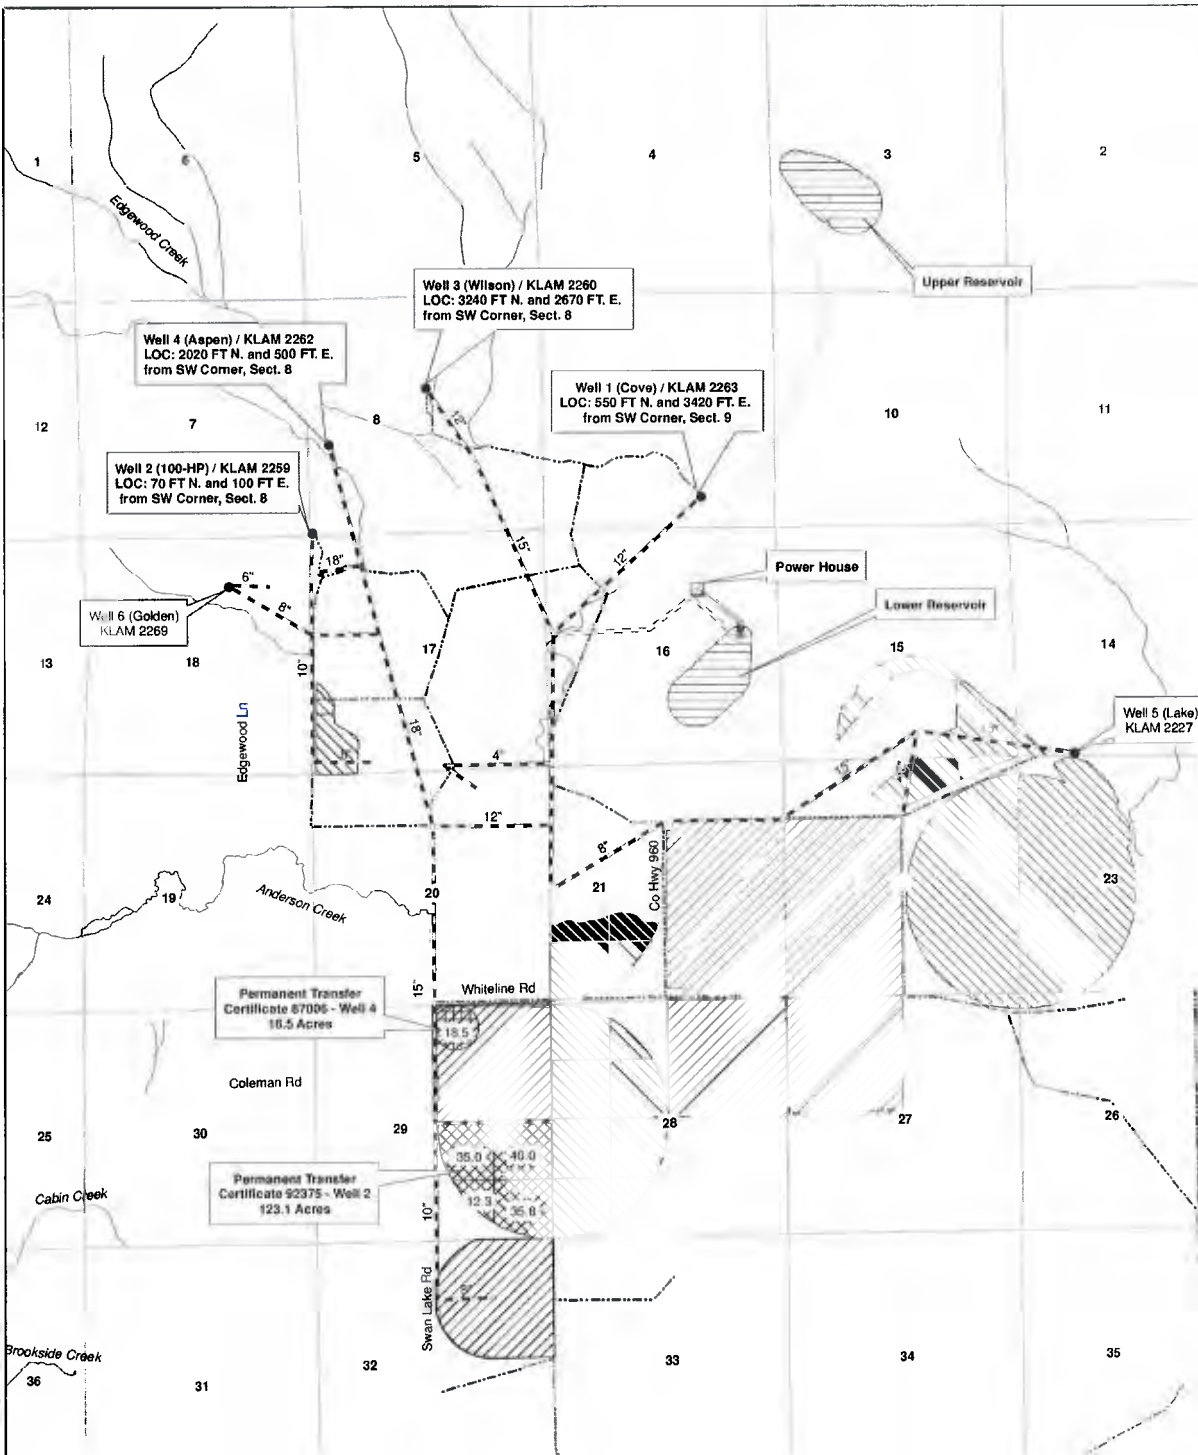 1
6
5
4
3
2
Edgewood Creek
Upper Reservoir
Well 3 (Wilson) / KLAM 2260
LOC: 3240 FT N. and 2670 FT. E.
from SW Corner, Sect. 8
Well 4 (Aspen) / KLAM 2262
LOC: 2020 FT N. and 500 FT. E.
from SW Corner, Sect. 8
Well 1 (Cove) / KLAM 2263
LOC: 550 FT N. and 3420 FT. E.
from SW Corner, Sect. 9
12
7
8
10
11
12"
Well 2 (100-HP) / KLAM 2259
LOC: 70 FT N. and 100 FT E.
from SW Corner, Sect. 8
15"
12"
18"
6"
8"
Well 6 (Golden)
KLAM 2269
Power House
Lower Reservoir
13
18
10"
17
16
15
14
Edgewood Ln
18"
4"
Well 5 (Lake)
KLAM 2227
15"
12"
8"
Co Hwy 960
24
19
Anderson Creek
20
21
23
15"
Whiteline Rd
Permanent Transfer
Certificate 87006 - Well 4
18.5 Acres
18.5
Coleman Rd
25
30
29
28
27
26
35.0
40.0
Permanent Transfer
Certificate 92375 - Well 2
123.1 Acres
12.3
35.8
Cabin Creek
10"
Swan Lake Rd
Brookside Creek
36
31
32
33
34
35